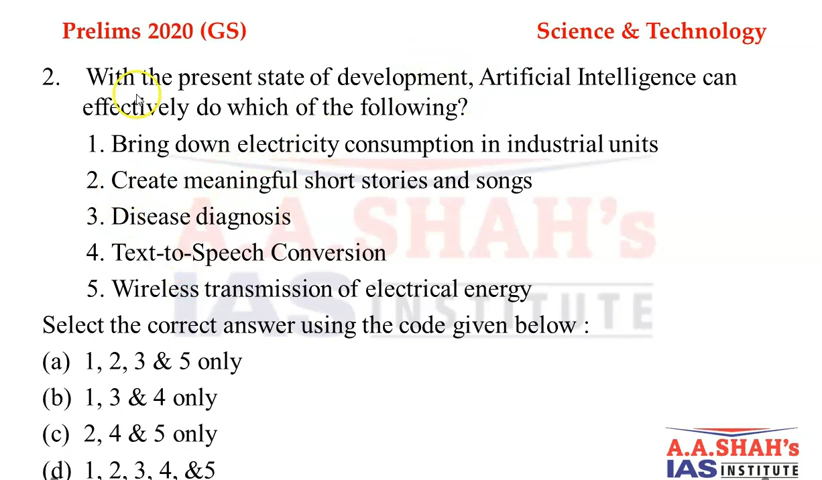 Prelims 2020 (GS)
Science & Technology
2. With the present state of development, Artificial Intelligence can
effectively do which of the following?
1. Bring down electricity consumption in industrial units
2. Create meaningful short stories and songs
3. Disease diagnosis
4. Text-to-Speech Conversion
5. Wireless transmission of electrical energy
Select the correct answer using the code given below :
(a) 1, 2, 3 & 5 only
(b) 1, 3 & 4 only
(c) 2, 4 & 5 only
(d) 1, 2, 3, 4, &5
A.A.SHAH's
IAS INSTITUTE
A.A.SHAH's
IAS INSTITUTE